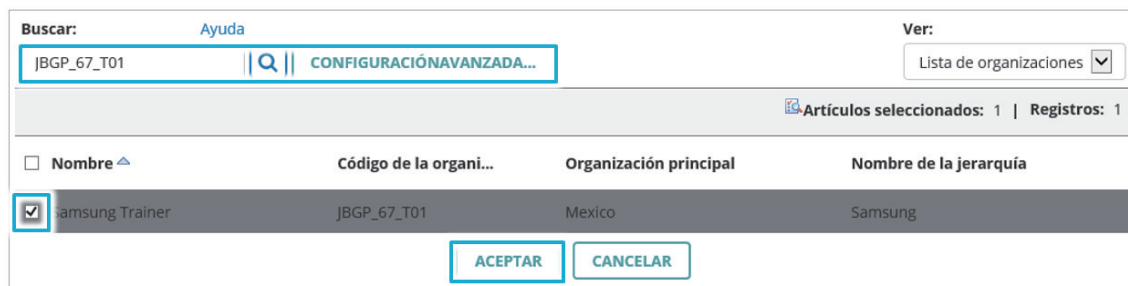 Buscar: Ayuda Ver:
JBGP_67_T01 CONFIGURACIÓNAVANZADA... Lista de organizaciones
Artículos seleccionados: 1 | Registros: 1
Nombre Código de la organi... Organización principal Nombre de la jerarquía
Samsung Trainer JBGP_67_T01 Mexico Samsung
ACEPTAR CANCELAR